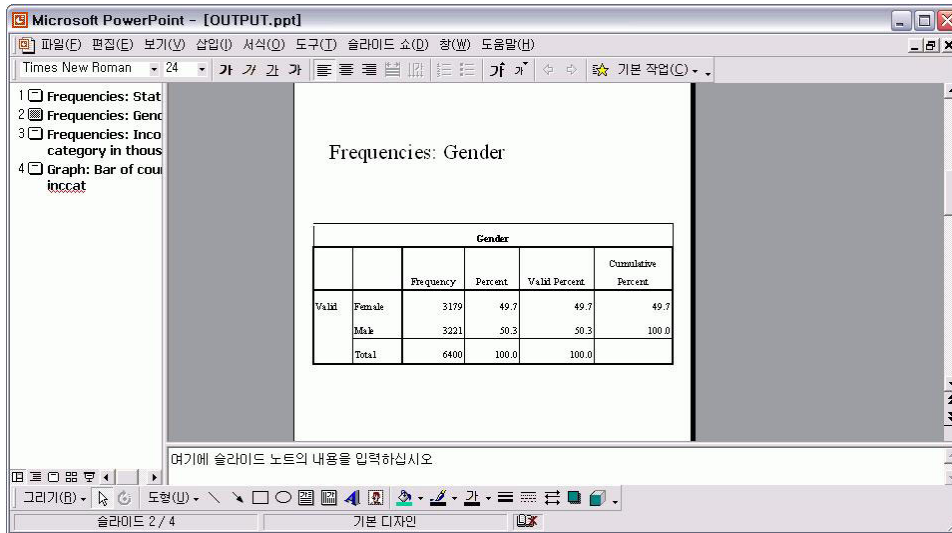 Microsoft PowerPoint - [OUTPUT.ppt]
파일(F) 편집(E) 보기(V) 삽입(I) 서식(O) 도구(T) 슬라이드 쇼(D) 창(W) 도움말(H)
Times New Roman 24 가 가 가 가 가 가 기본 작업(C)
1 Frequencies: Stat
2 Frequencies: Gend
3 Frequencies: Inco
category in thous
4 Graph: Bar of cou
inccat
Frequencies: Gender
Gender
Frequency Percent Valid Percent Cumulative Percent
Valid Female 3179 49.7 49.7 49.7
Male 3221 50.3 50.3 100.0
Total 6400 100.0 100.0
여기에 슬라이드 노트의 내용을 입력하십시오
그리기(R) 도형(U) 가
슬라이드 2 / 4 기본 디자인